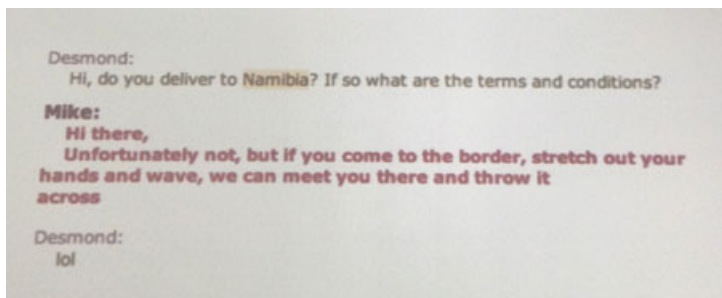 Desmond:
Hi, do you deliver to Namibia? If so what are the terms and conditions?
Mike:
Hi there,
Unfortunately not, but if you come to the border, stretch out your
hands and wave, we can meet you there and throw it
across
Desmond:
lol